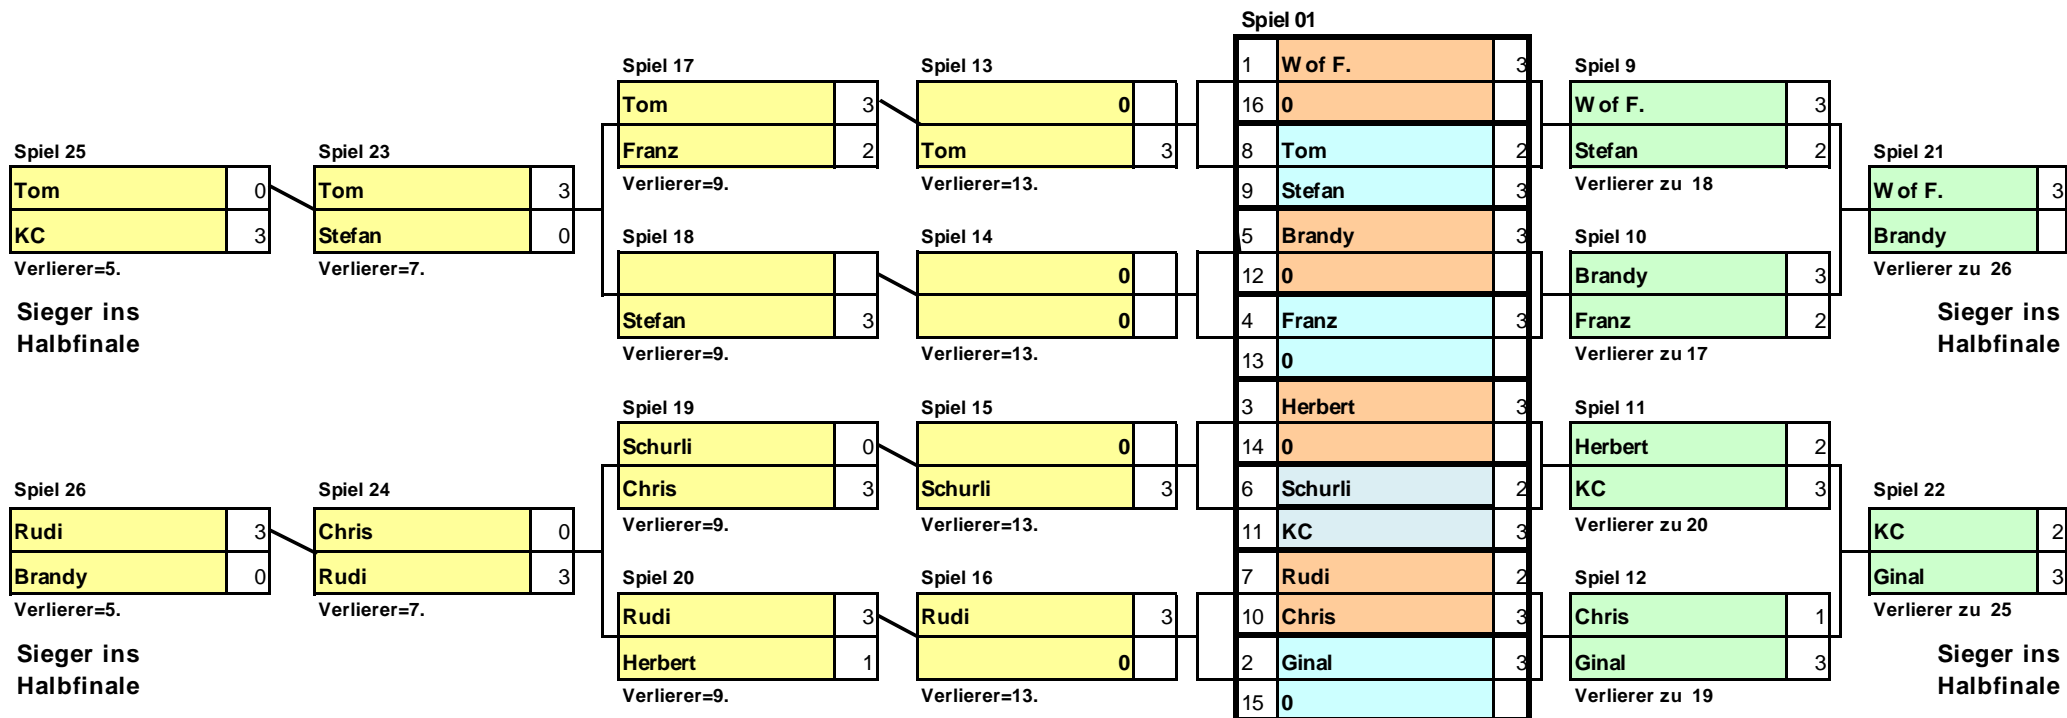 Spiel 01
1 W of F. 3
Spiel 17 Spiel 13 Spiel 9
Tom 3 0 16 0 W of F. 3
Spiel 25 Spiel 23 Franz 2 Tom 3 8 Tom 2 Stefan 2 Spiel 21
Tom 0 Tom 3 Verlierer=9. Verlierer=13. 9 Stefan 3 Verlierer zu 18 W of F. 3
KC 3 Stefan 0 Spiel 18 Spiel 14 5 Brandy 3 Spiel 10 Brandy
Verlierer=5. Verlierer=7. 0 12 0 Brandy 3 Verlierer zu 26
Sieger ins Stefan 3 0 4 Franz 3 Franz 2 Sieger ins
Halbfinale Verlierer=9. Verlierer=13. 13 0 Verlierer zu 17 Halbfinale
Spiel 19 Spiel 15 3 Herbert 3 Spiel 11
Schurli 0 0 14 0 Herbert 2
Spiel 26 Spiel 24 Chris 3 Schurli 3 6 Schurli 2 KC 3 Spiel 22
Rudi 3 Chris 0 Verlierer=9. Verlierer=13. 11 KC 3 Verlierer zu 20 KC 2
Brandy 0 Rudi 3 Spiel 20 Spiel 16 7 Rudi 2 Spiel 12 Ginal 3
Verlierer=5. Verlierer=7. Rudi 3 Rudi 3 10 Chris 3 Chris 1 Verlierer zu 25
Sieger ins Herbert 1 0 2 Ginal 3 Ginal 3 Sieger ins
Halbfinale Verlierer=9. Verlierer=13. 15 0 Verlierer zu 19 Halbfinale